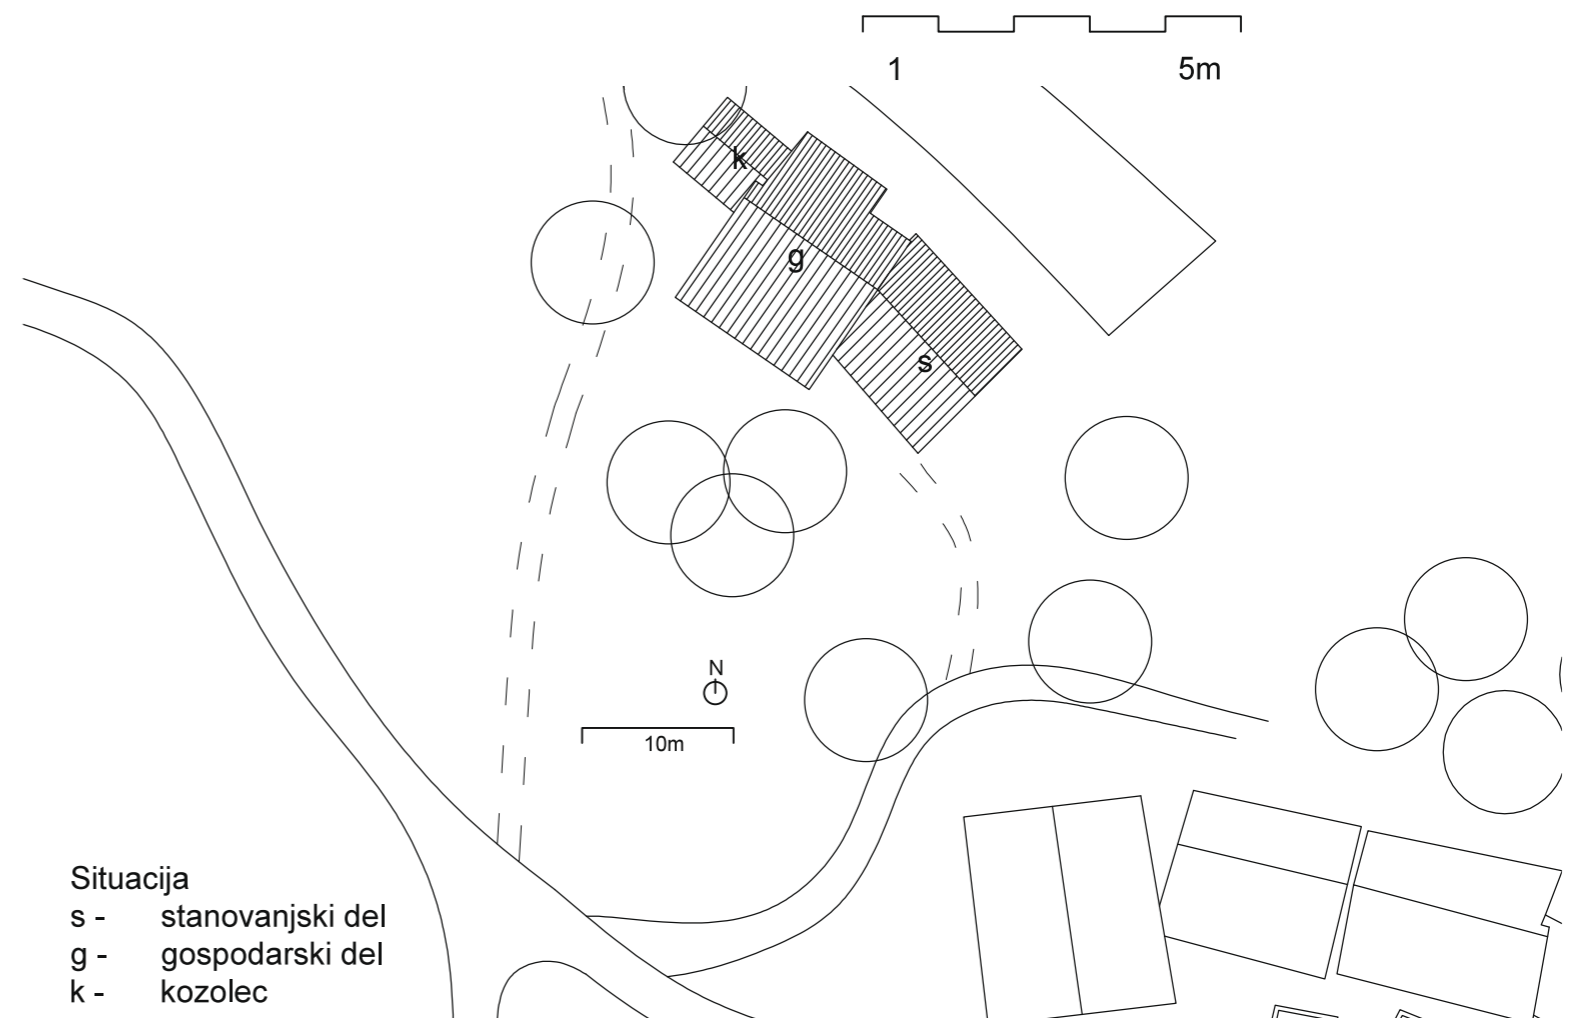 1 5m
k
g
s
N
10m
Situacija
s - stanovanjski del
g - gospodarski del
k - kozolec